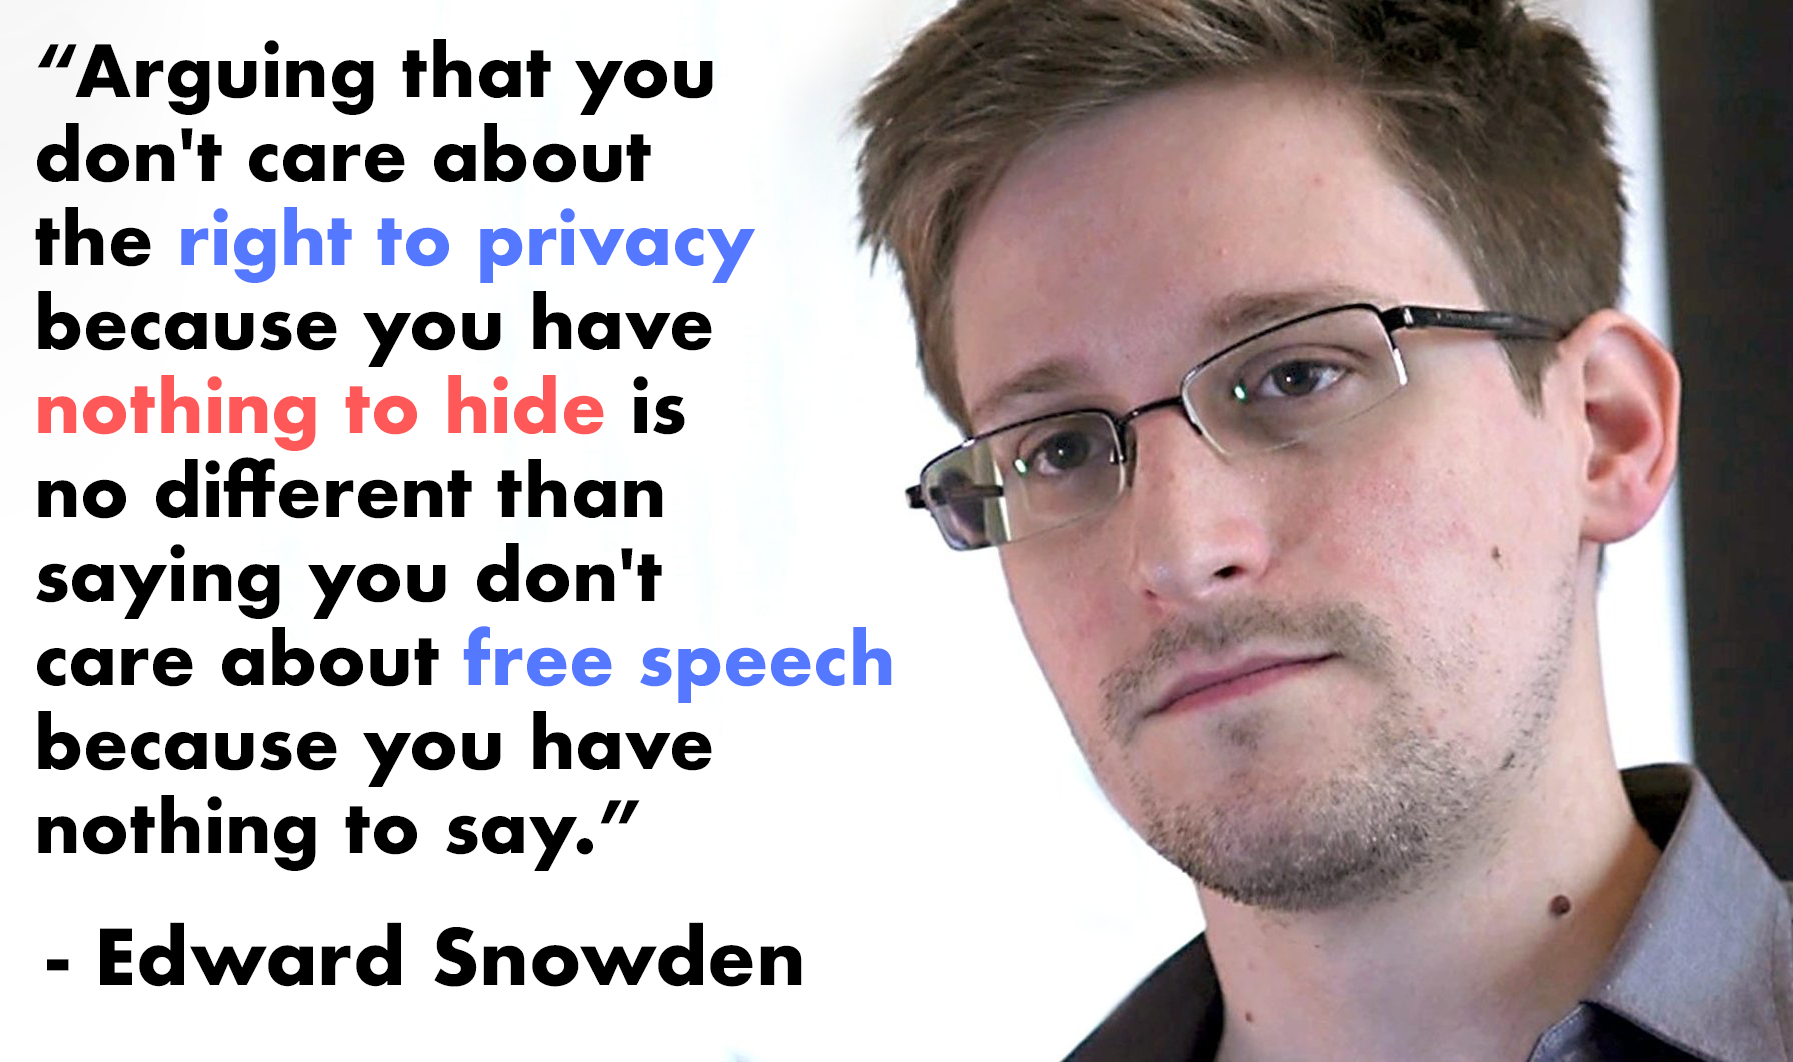 “Arguing that you
don't care about
the right to privacy
because you have
nothing to hide is
no different than
saying you don't
care about free speech
because you have
nothing to say.”
- Edward Snowden